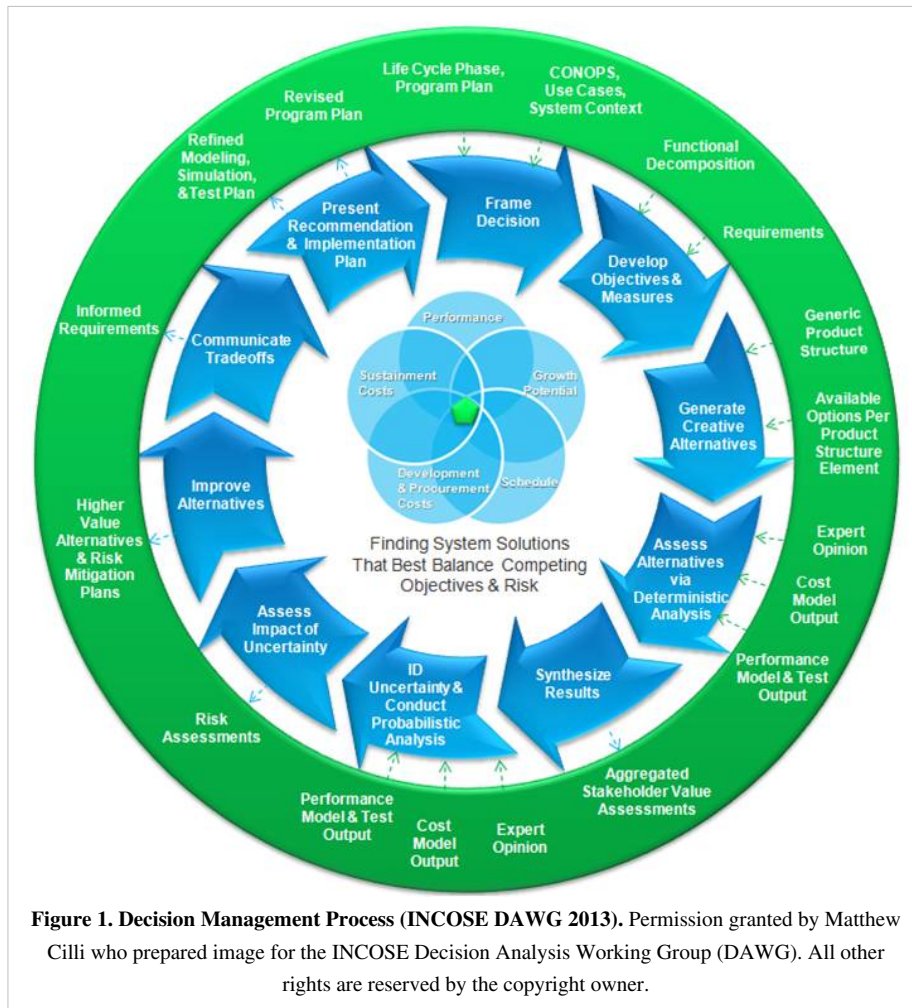 Life Cycle Phase,
Program Plan
CONOPS,
Use Cases,
System Context
Functional
Decomposition
Requirements
Generic
Product
Structure
Available
Options Per
Product
Structure
Element
Expert
Opinion
Cost
Model
Output
Performance
Model & Test
Output
Aggregated
Stakeholder Value
Assessments
Expert
Opinion
Cost
Model
Output
Performance
Model & Test
Output
Risk
Assessments
Higher
Value
Alternatives
& Risk
Mitigation
Plans
Informed
Requirements
Refined
Modeling,
Simulation,
&Test Plan
Revised
Program Plan
Frame
Decision
Develop
Objectives &
Measures
Generate
Creative
Alternatives
Assess
Alternatives
via
Deterministic
Analysis
Synthesize
Results
ID
Uncertainty &
Conduct
Probabilistic
Analysis
Assess
Impact of
Uncertainty
Improve
Alternatives
Communicate
Tradeoffs
Present
Recommendation
& Implementation
Plan
Performance
Sustainment
Costs
Growth
Potential
Development
& Procurement
Costs
Schedule
Finding System Solutions
That Best Balance Competing
Objectives & Risk
Figure 1. Decision Management Process (INCOSE DAWG 2013). Permission granted by Matthew
Cilli who prepared image for the INCOSE Decision Analysis Working Group (DAWG). All other
rights are reserved by the copyright owner.